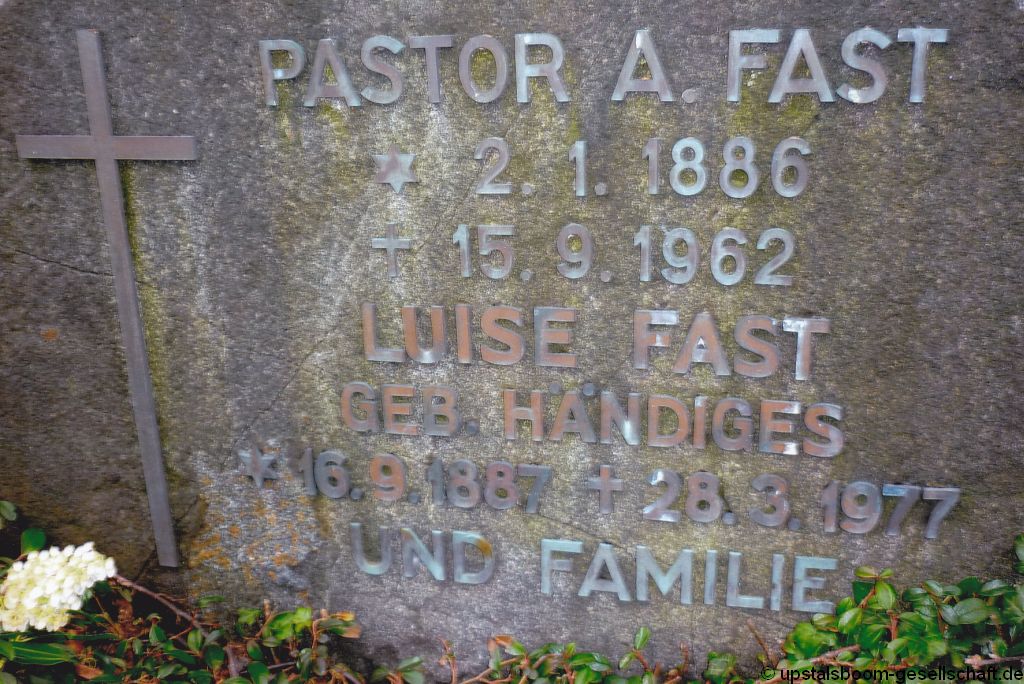 PASTOR A. FAST
* 2. 1. 1886
† 15. 9. 1962
LUISE FAST
GEB. HÄNDIGES
* 16. 9. 1887 † 28. 3. 1977
UND FAMILIE
© upstalsboom-gesellschaft.de